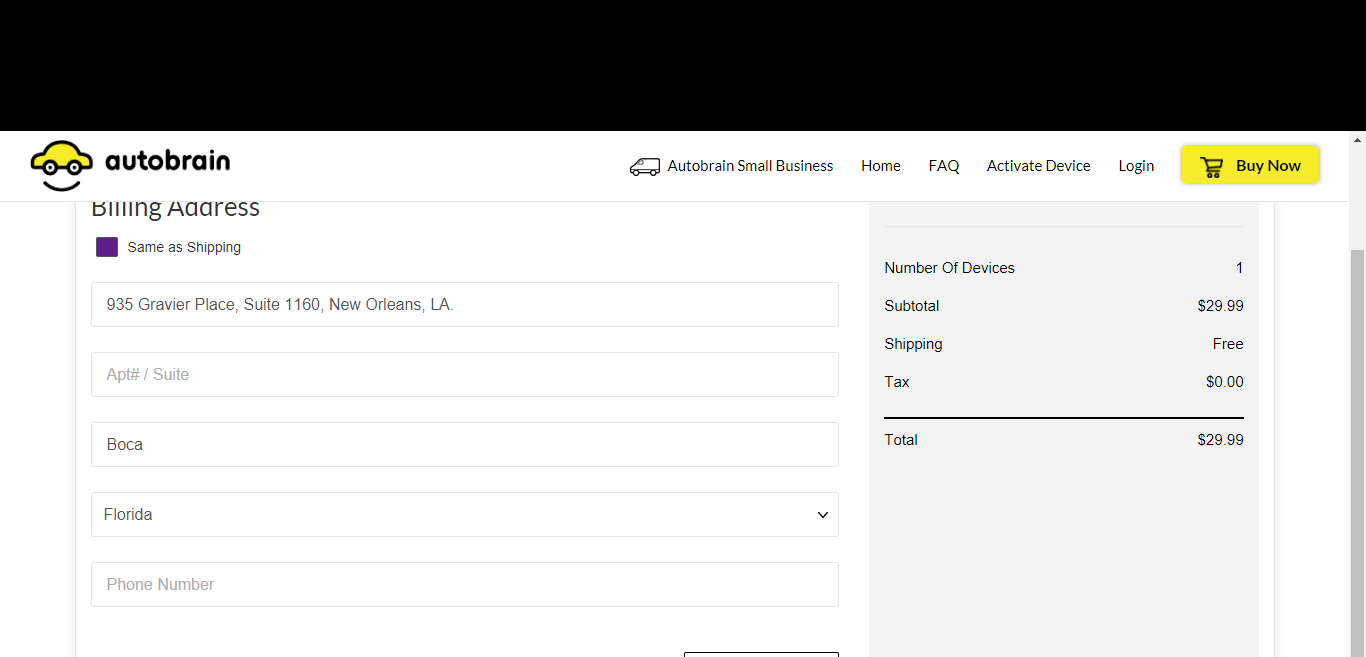 autobrain
Autobrain Small Business Home FAQ Activate Device Login Buy Now
Billing Address
Same as Shipping
935 Gravier Place, Suite 1160, New Orleans, LA.
Apt# / Suite
Boca
Florida
Phone Number
Number Of Devices 1
Subtotal $29.99
Shipping Free
Tax $0.00
Total $29.99